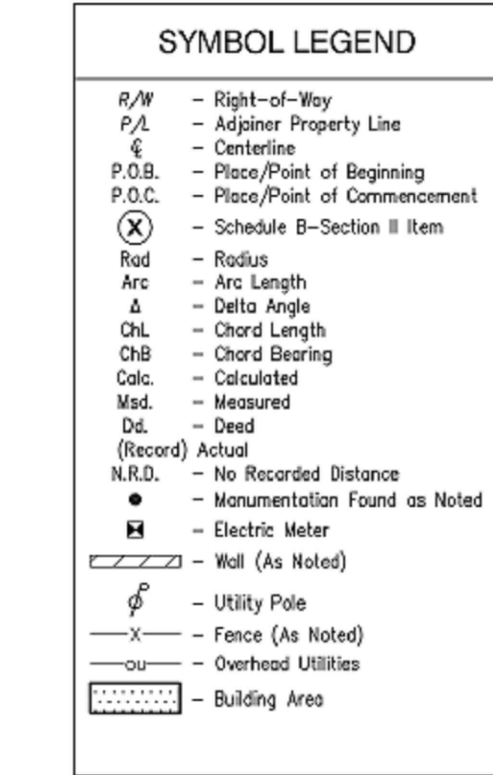 SYMBOL LEGEND
R/W – Right-of-Way
P/L – Adjoiner Property Line
℄ – Centerline
P.O.B. – Place/Point of Beginning
P.O.C. – Place/Point of Commencement
X – Schedule B-Section II Item
Rad – Radius
Arc – Arc Length
Δ – Delta Angle
ChL – Chord Length
ChB – Chord Bearing
Calc. – Calculated
Msd. – Measured
Dd. – Deed
(Record) Actual
N.R.D. – No Recorded Distance
– Monumentation Found as Noted
– Electric Meter
– Wall (As Noted)
– Utility Pole
X – Fence (As Noted)
OU – Overhead Utilities
– Building Area